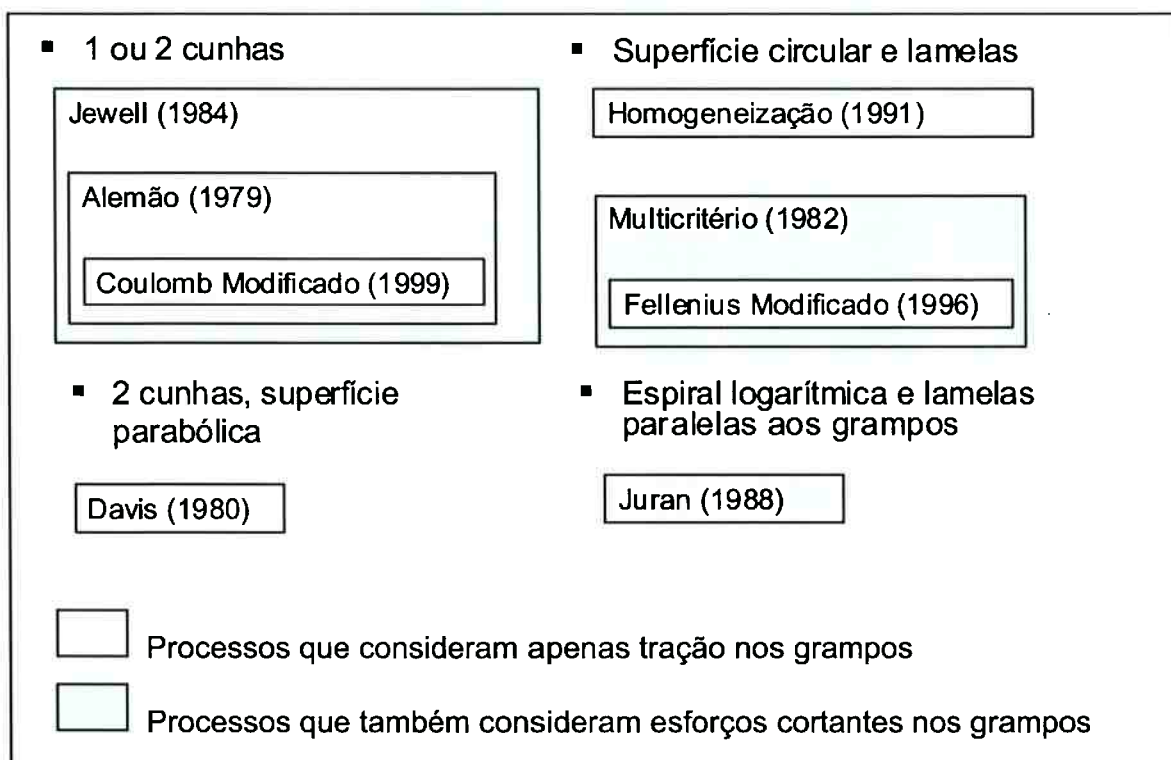 ▪ 1 ou 2 cunhas
Jewell (1984)
Alemão (1979)
Coulomb Modificado (1999)
▪ Superfície circular e lamelas
Homogeneização (1991)
Multicritério (1982)
Fellenius Modificado (1996)
▪ 2 cunhas, superfície
parabólica
Davis (1980)
▪ Espiral logarítmica e lamelas
paralelas aos grampos
Juran (1988)
Processos que consideram apenas tração nos grampos
Processos que também consideram esforços cortantes nos grampos